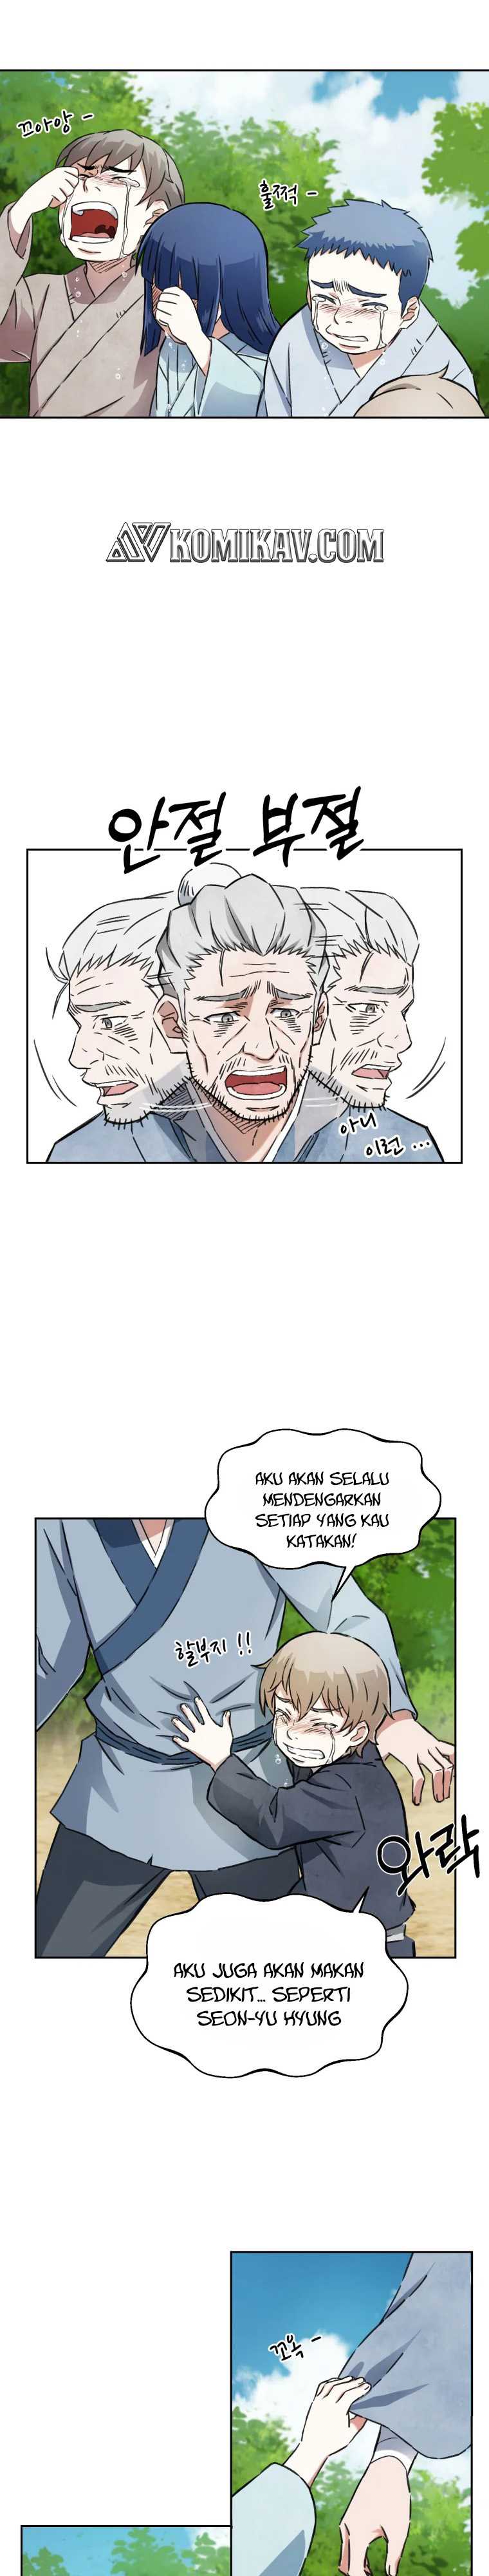 끄아앙 -
훌쩍 -
KOMIKAV.COM
안절 부절
아니
이런 ...
AKU AKAN SELALU
MENDENGARKAN
SETIAP YANG KAU
KATAKAN!
할부지 !!
와락
AKU JUGA AKAN MAKAN
SEDIKIT... SEPERTI
SEON-YU HYUNG
꼬옥 -